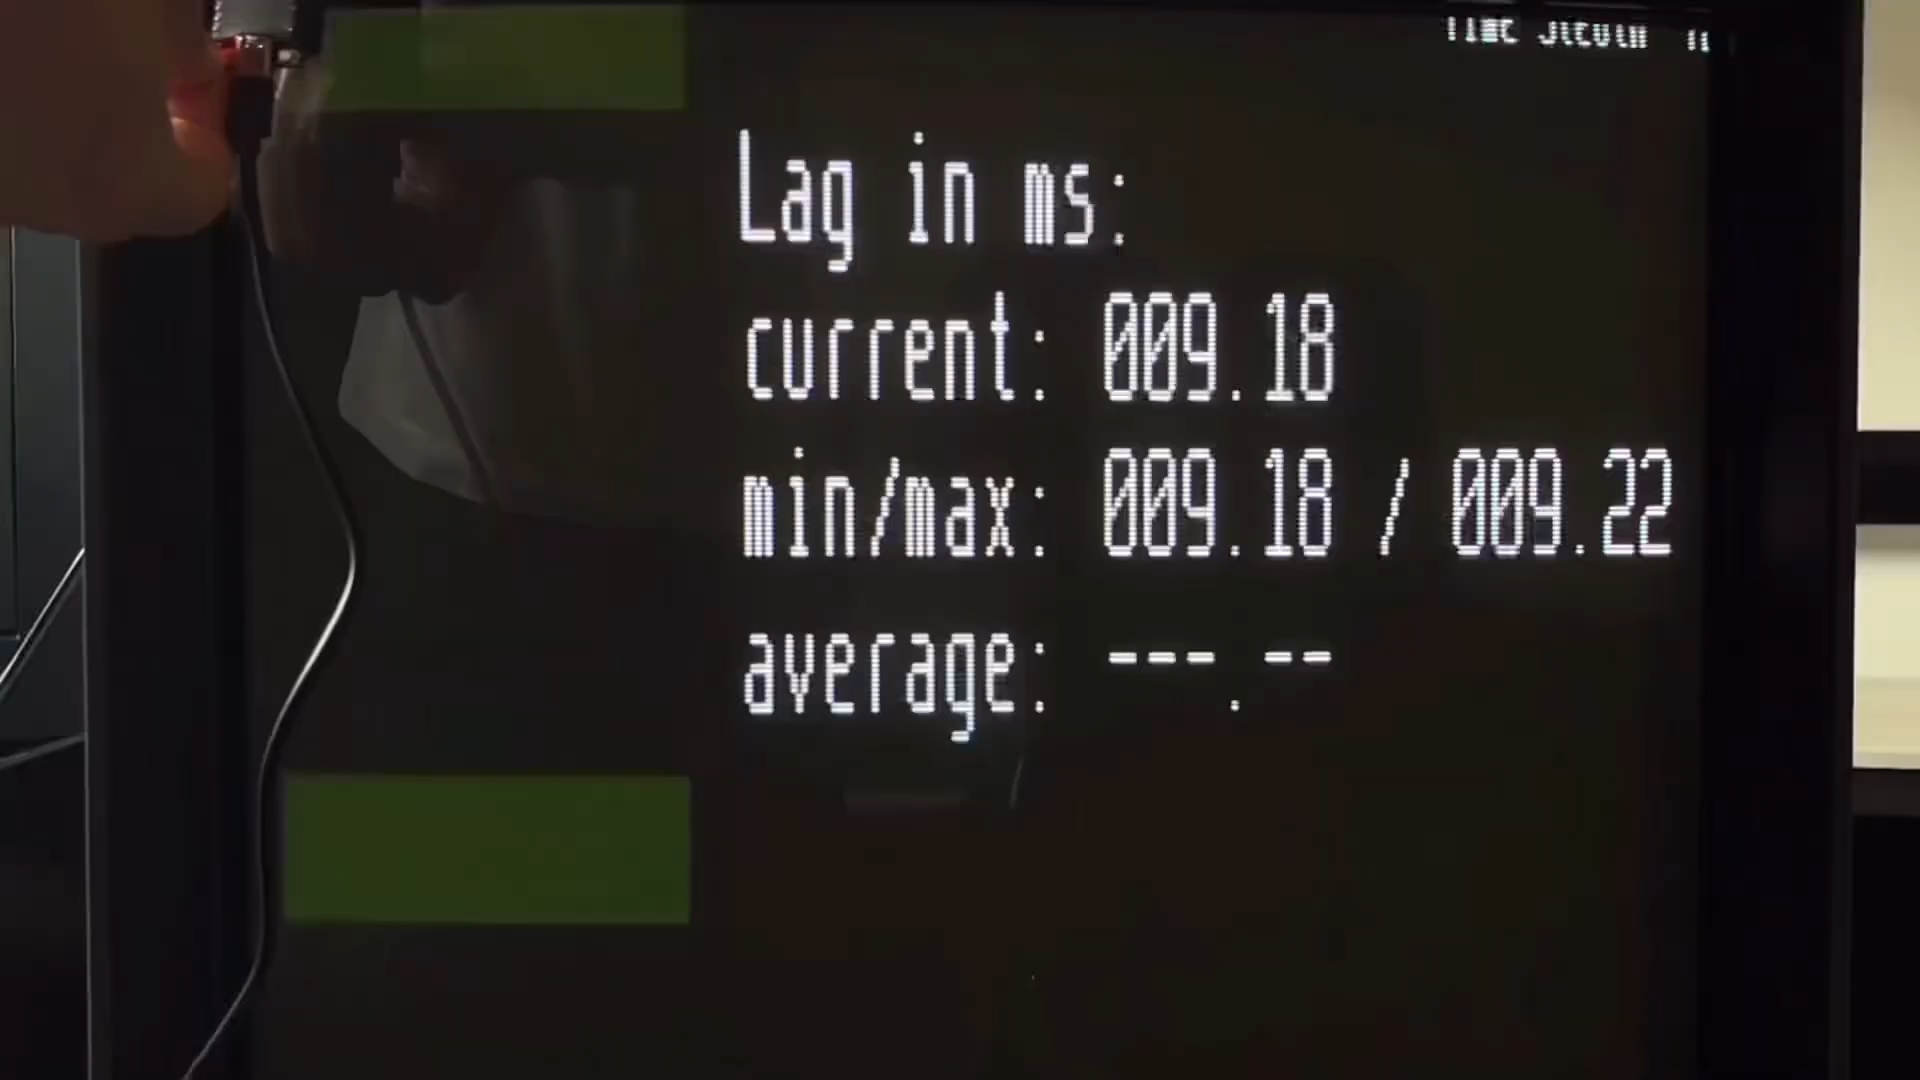 Lag in ms:
current: 009.18
min/max: 009.18 / 009.22
average: ---.--